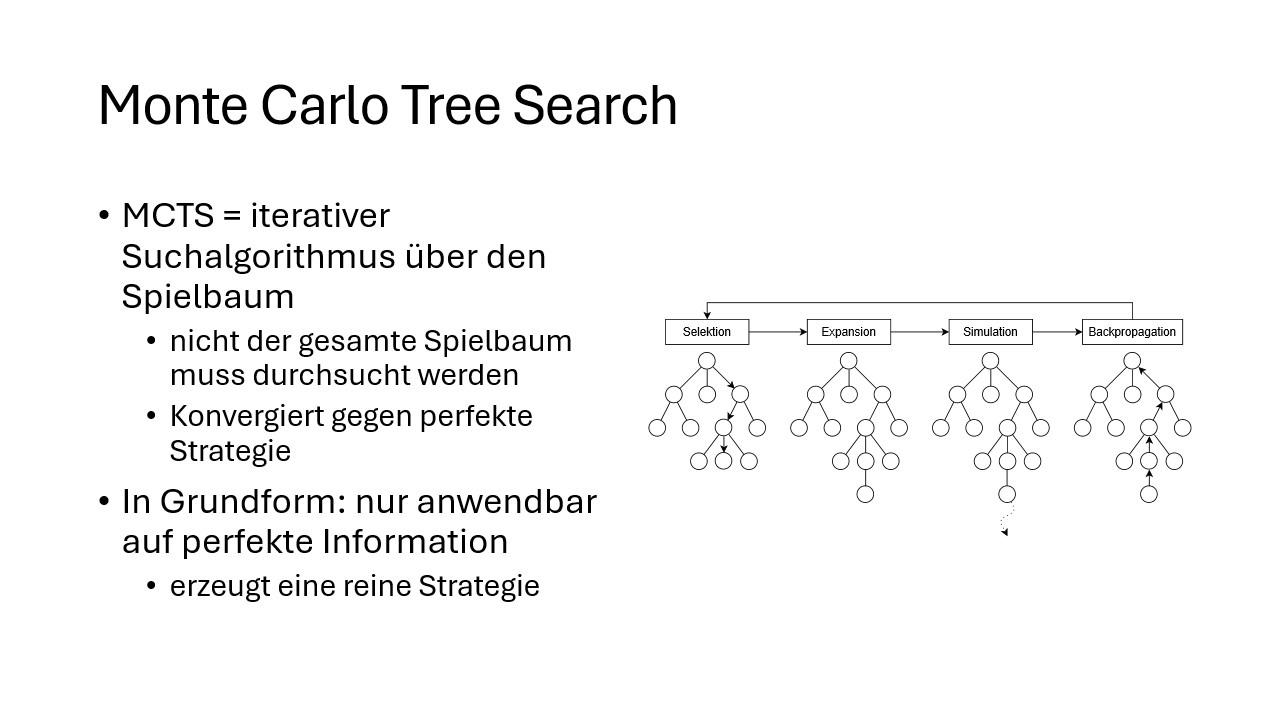 Monte Carlo Tree Search
• MCTS = iterativer
Suchalgorithmus über den
Spielbaum
• nicht der gesamte Spielbaum
muss durchsucht werden
• Konvergiert gegen perfekte
Strategie
• In Grundform: nur anwendbar
auf perfekte Information
• erzeugt eine reine Strategie
Selektion
Expansion
Simulation
Backpropagation